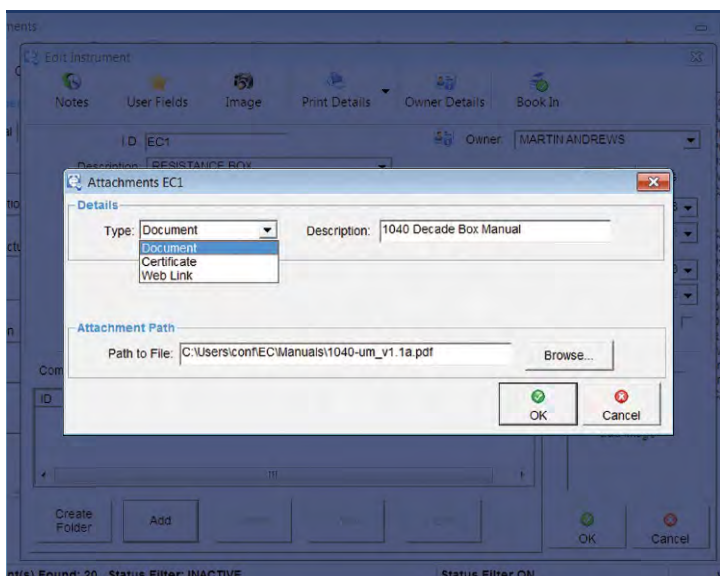 ments
Edit Instrument
Notes User Fields Image Print Details Owner Details Book In
I.D. EC1 Owner: MARTIN ANDREWS
Description RESISTANCE BOX
Attachments EC1
Details
Type: Document Description: 1040 Decade Box Manual
Document
Certificate
Web Link
Attachment Path
Path to File: C:\Users\conf\EC\Manuals\1040-um_v1.1a.pdf Browse...
OK Cancel
ID
Create Folder Add
OK Cancel
Found: 20 Status Filter: INACTIVE Status Filter ON